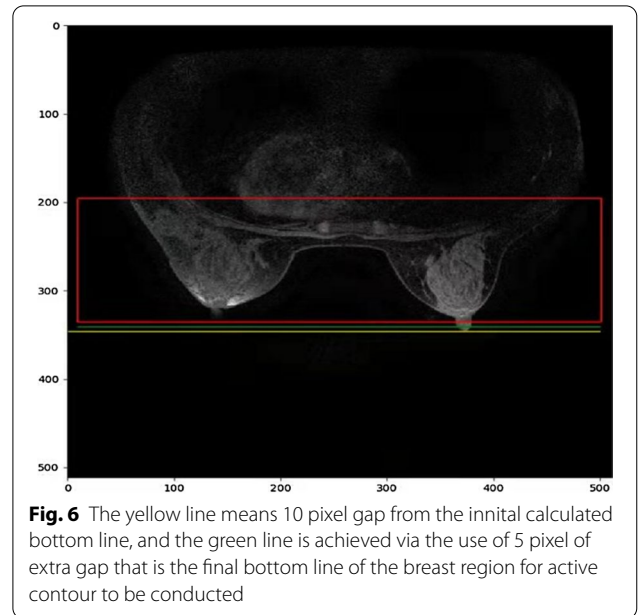 0
100
200
300
400
500
0 100 200 300 400 500
Fig. 6 The yellow line means 10 pixel gap from the innital calculated
bottom line, and the green line is achieved via the use of 5 pixel of
extra gap that is the final bottom line of the breast region for active
contour to be conducted